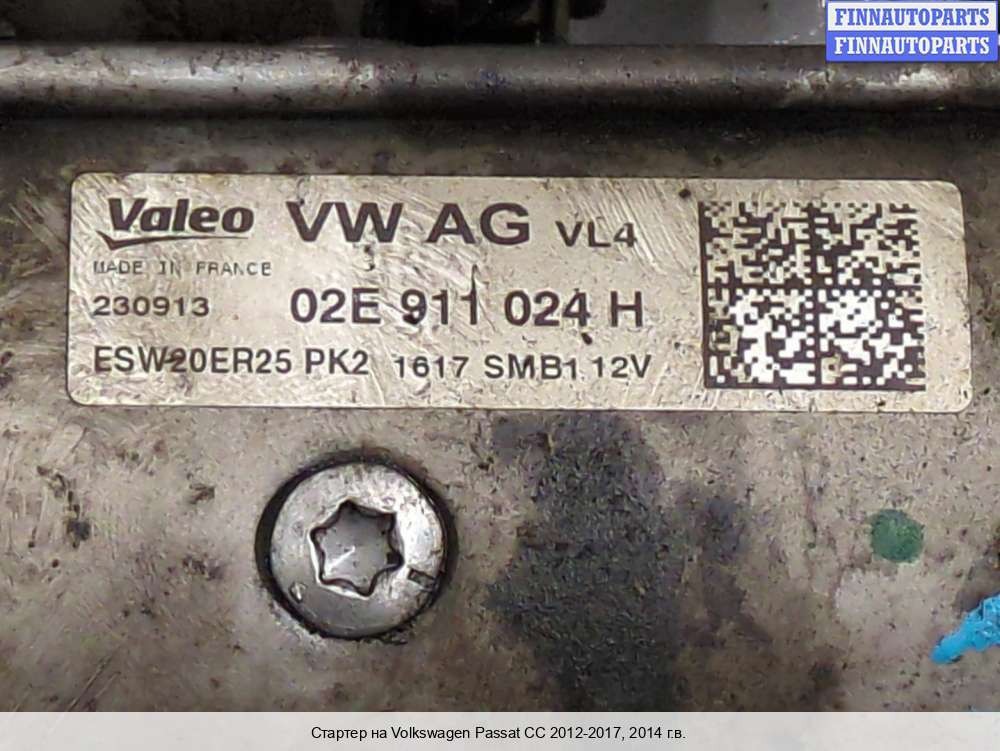 FINNAUTOPARTS
FINNAUTOPARTS
Valeo VW AG VL4
MADE IN FRANCE
230913 02E 911 024 H
ESW20ER25 PK2 1617 SMB1 12V
Стартер на Volkswagen Passat CC 2012-2017, 2014 г.в.